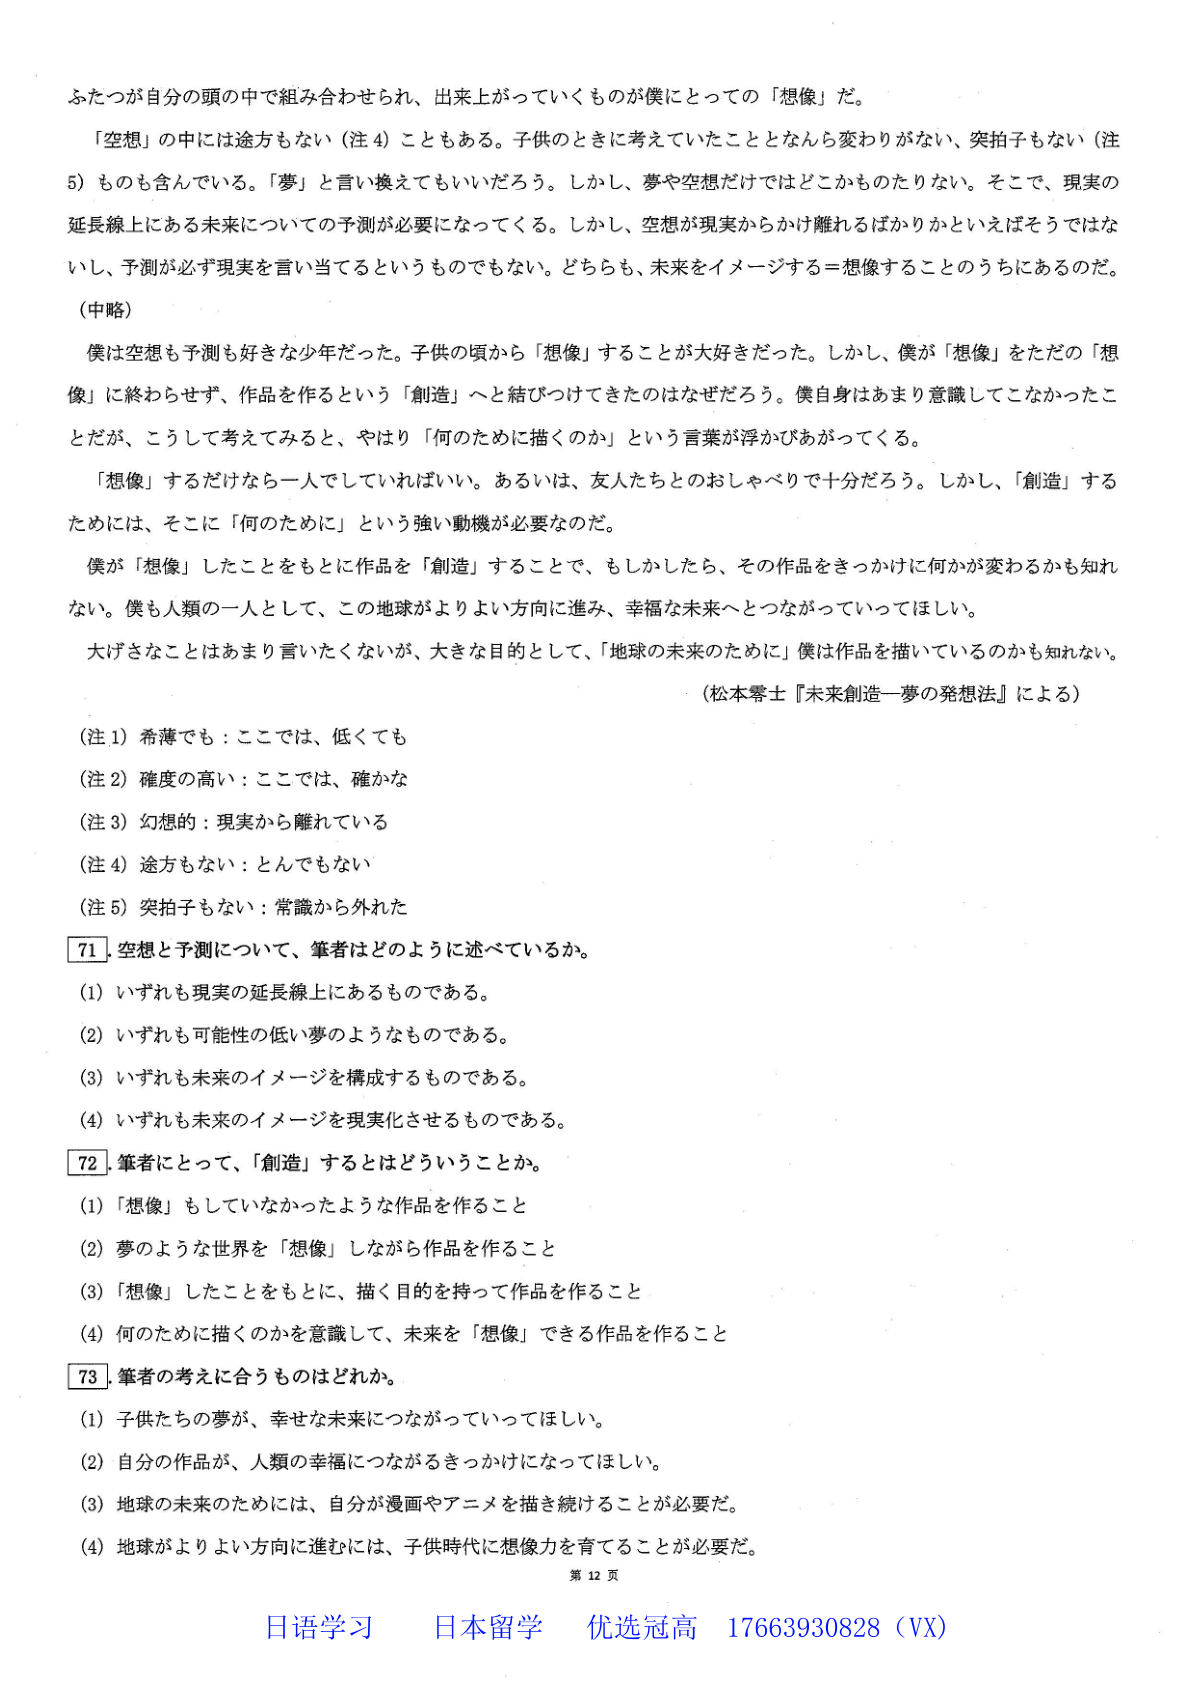 ふたつが自分の頭の中で組み合わせられ、出来上がっていくものが僕にとっての「想像」だ。
「空想」の中には途方もない（注 4）こともある。子供のときに考えていたこととなんら変わりがない、突拍子もない（注
5）ものも含んでいる。「夢」と言い換えてもいいだろう。しかし、夢や空想だけではどこかものたりない。そこで、現実の
延長線上にある未来についての予測が必要になってくる。しかし、空想が現実からかけ離れるばかりかといえばそうではな
いし、予測が必ず現実を言い当てるというものでもない。どちらも、未来をイメージする＝想像することのうちにあるのだ。
（中略）
僕は空想も予測も好きな少年だった。子供の頃から「想像」することが大好きだった。しかし、僕が「想像」をただの「想
像」に終わらせず、作品を作るという「創造」へと結びつけてきたのはなぜだろう。僕自身はあまり意識してこなかったこ
とだが、こうして考えてみると、やはり「何のために描くのか」という言葉が浮かびあがってくる。
「想像」するだけなら一人でしていればいい。あるいは、友人たちとのおしゃべりで十分だろう。しかし、「創造」する
ためには、そこに「何のために」という強い動機が必要なのだ。
僕が「想像」したことをもとに作品を「創造」することで、もしかしたら、その作品をきっかけに何かが変わるかも知れ
ない。僕も人類の一人として、この地球がよりよい方向に進み、幸福な未来へとつながっていってほしい。
大げさなことはあまり言いたくないが、大きな目的として、「地球の未来のために」僕は作品を描いているのかも知れない。
（松本零士『未来創造―夢の発想法』による）
（注 1）希薄でも：ここでは、低くても
（注 2）確度の高い：ここでは、確かな
（注 3）幻想的：現実から離れている
（注 4）途方もない：とんでもない
（注 5）突拍子もない：常識から外れた
71. 空想と予測について、筆者はどのように述べているか。
（1）いずれも現実の延長線上にあるものである。
（2）いずれも可能性の低い夢のようなものである。
（3）いずれも未来のイメージを構成するものである。
（4）いずれも未来のイメージを現実化させるものである。
72. 筆者にとって、「創造」するとはどういうことか。
（1）「想像」もしていなかったような作品を作ること
（2）夢のような世界を「想像」しながら作品を作ること
（3）「想像」したことをもとに、描く目的を持って作品を作ること
（4）何のために描くのかを意識して、未来を「想像」できる作品を作ること
73. 筆者の考えに合うものはどれか。
（1）子供たちの夢が、幸せな未来につながっていってほしい。
（2）自分の作品が、人類の幸福につながるきっかけになってほしい。
（3）地球の未来のためには、自分が漫画やアニメを描き続けることが必要だ。
（4）地球がよりよい方向に進むには、子供時代に想像力を育てることが必要だ。
第 12 页
日语学习 日本留学 优选冠高 17663930828（VX)